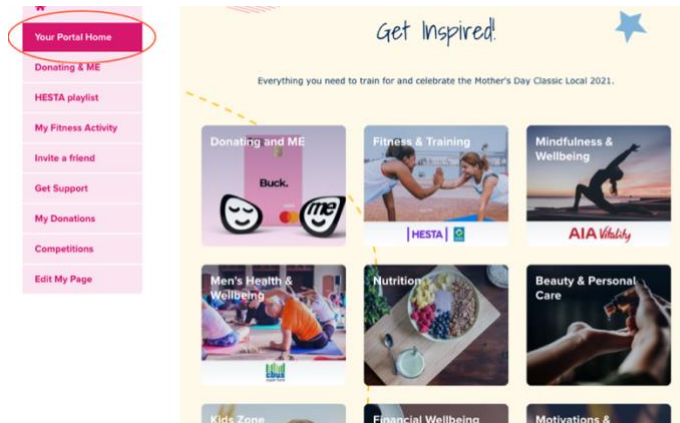 Your Portal Home
Donating & ME
HESTA playlist
My Fitness Activity
Invite a friend
Get Support
My Donations
Competitions
Edit My Page
Get Inspired!
Everything you need to train for and celebrate the Mother's Day Classic Local 2021.
Donating and ME
Buck.
me
Fitness & Training
HESTA
Mindfulness &
Wellbeing
AIA Vitality
Men's Health &
Wellbeing
cbus
Nutrition
Beauty & Personal
Care
Kids Zone
Financial Wellbeing
Motivations &